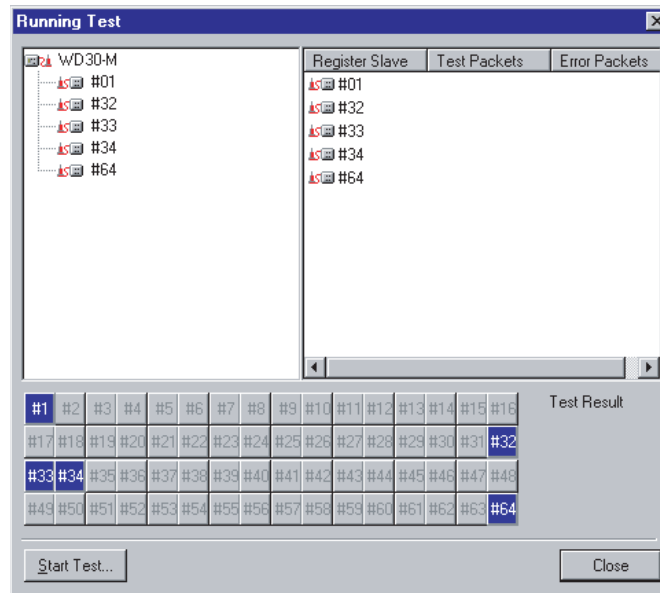 Running Test
WD30-M
#01
#32
#33
#34
#64
Register Slave Test Packets Error Packets
#01
#32
#33
#34
#64
#1 #2 #3 #4 #5 #6 #7 #8 #9 #10 #11 #12 #13 #14 #15 #16
#17 #18 #19 #20 #21 #22 #23 #24 #25 #26 #27 #28 #29 #30 #31 #32
#33 #34 #35 #36 #37 #38 #39 #40 #41 #42 #43 #44 #45 #46 #47 #48
#49 #50 #51 #52 #53 #54 #55 #56 #57 #58 #59 #60 #61 #62 #63 #64
Test Result
Start Test...
Close